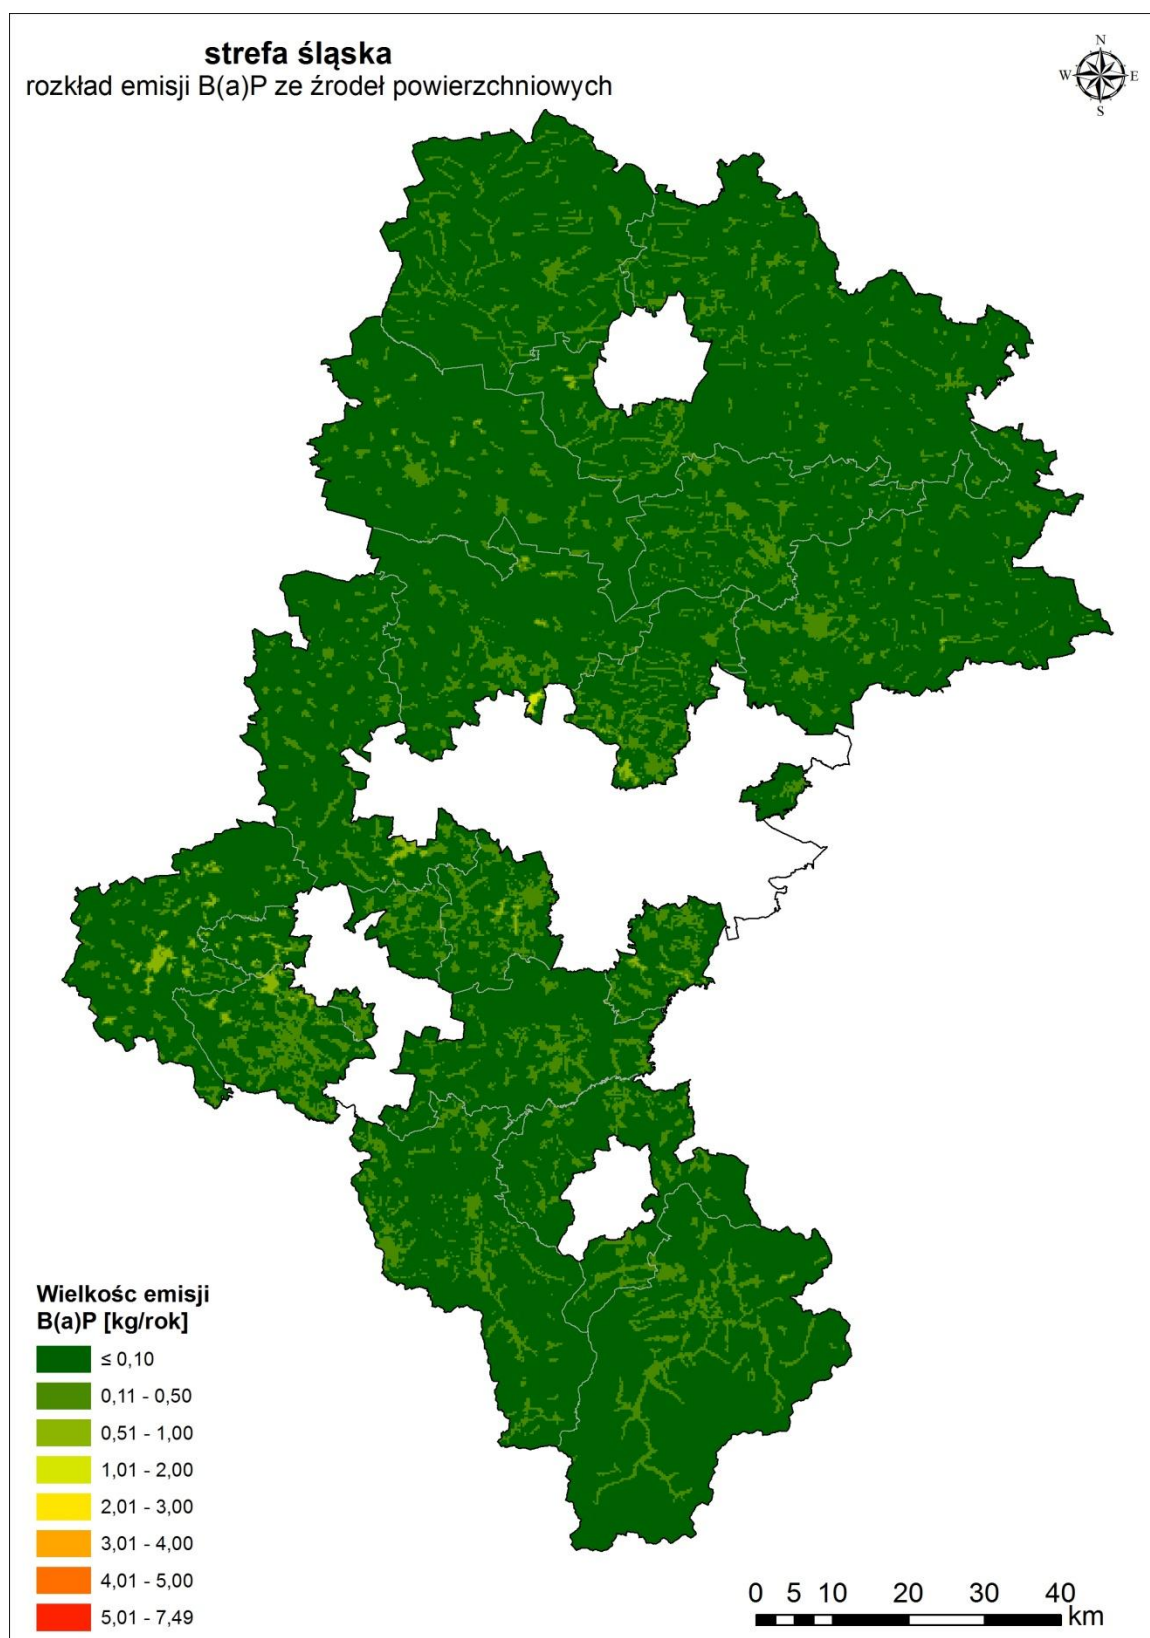 strefa śląska
rozkład emisji B(a)P ze źrodeł powierzchniowych
N
W E
S
Wielkośc emisji
B(a)P [kg/rok]
≤ 0,10
0,11 - 0,50
0,51 - 1,00
1,01 - 2,00
2,01 - 3,00
3,01 - 4,00
4,01 - 5,00
5,01 - 7,49
0 5 10 20 30 40
km